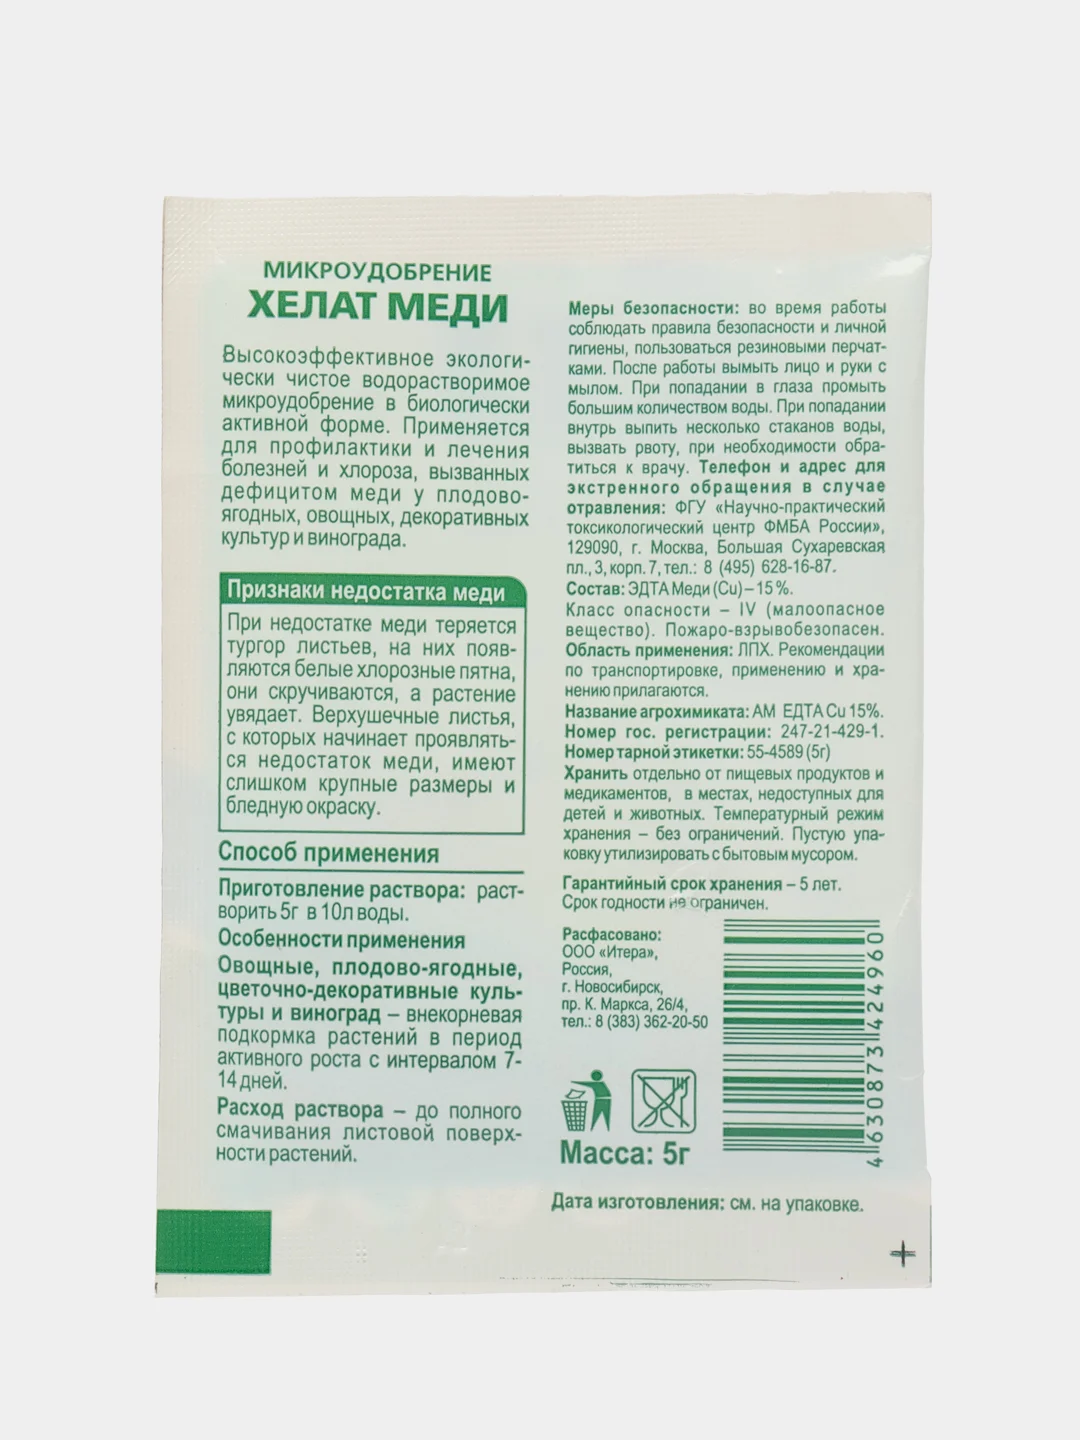 МИКРОУДОБРЕНИЕ
ХЕЛАТ МЕДИ
Высокоэффективное экологи-
чески чистое водорастворимое
микроудобрение в биологически
активной форме. Применяется
для профилактики и лечения
болезней и хлороза, вызванных
дефицитом меди у плодово-
ягодных, овощных, декоративных
культур и винограда.
Признаки недостатка меди
При недостатке меди теряется
тургор листьев, на них появ-
ляются белые хлорозные пятна,
они скручиваются, а растение
увядает. Верхушечные листья,
с которых начинает проявлять-
ся недостаток меди, имеют
слишком крупные размеры и
бледную окраску.
Способ применения
Приготовление раствора: раст-
ворить 5г в 10л воды.
Особенности применения
Овощные, плодово-ягодные,
цветочно-декоративные куль-
туры и виноград – внекорневая
подкормка растений в период
активного роста с интервалом 7-
14 дней.
Расход раствора – до полного
смачивания листовой поверх-
ности растений.
Меры безопасности: во время работы
соблюдать правила безопасности и личной
гигиены, пользоваться резиновыми перчат-
ками. После работы вымыть лицо и руки с
мылом. При попадании в глаза промыть
большим количеством воды. При попадании
внутрь выпить несколько стаканов воды,
вызвать рвоту, при необходимости обра-
титься к врачу. Телефон и адрес для
экстренного обращения в случае
отравления: ФГУ «Научно-практический
токсикологический центр ФМБА России»,
129090, г. Москва, Большая Сухаревская
пл., 3, корп. 7, тел.: 8 (495) 628-16-87.
Состав: ЭДТА Меди (Cu) – 15 %.
Класс опасности – IV (малоопасное
вещество). Пожаро-взрывобезопасен.
Область применения: ЛПХ. Рекомендации
по транспортировке, применению и хра-
нению прилагаются.
Название агрохимиката: АМ ЕДТА Cu 15%.
Номер гос. регистрации: 247-21-429-1.
Номер тарной этикетки: 55-4589 (5г)
Хранить отдельно от пищевых продуктов и
медикаментов, в местах, недоступных для
детей и животных. Температурный режим
хранения – без ограничений. Пустую упа-
ковку утилизировать с бытовым мусором.
Гарантийный срок хранения – 5 лет.
Срок годности не ограничен.
Расфасовано:
ООО «Итера»,
Россия,
г. Новосибирск,
пр. К. Маркса, 26/4,
тел.: 8 (383) 362-20-50
4 630873 424960
Масса: 5г
Дата изготовления: см. на упаковке.